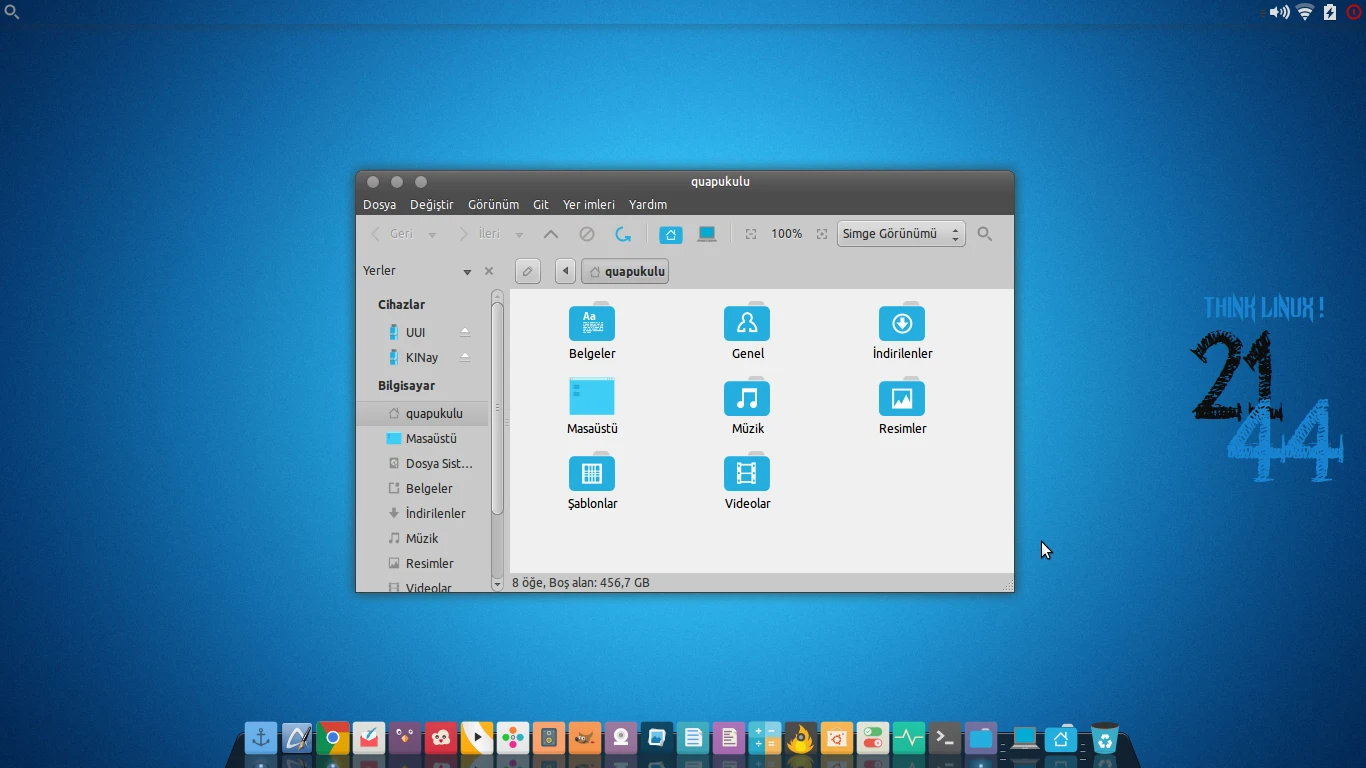 quapukulu
Dosya Değiştir Görünüm Git Yer imleri Yardım
Geri İleri 100% Simge Görünümü
Yerler quapukulu
Cihazlar
UUI
KINay
Bilgisayar
quapukulu
Masaüstü
Dosya Sist...
Belgeler
İndirilenler
Müzik
Resimler
Videolar
Aa
Belgeler Genel İndirilenler
Masaüstü Müzik Resimler
Şablonlar Videolar
8 öğe, Boş alan: 456,7 GB
THINK LINUX !
21
44